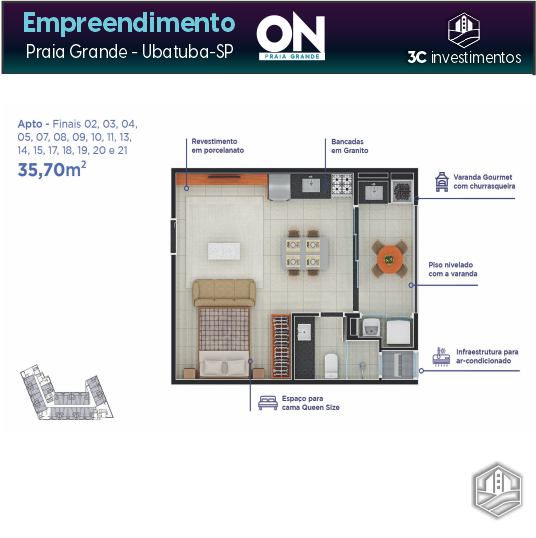 Empreendimento
Praia Grande - Ubatuba-SP
ON
PRAIA GRANDE
3C investimentos
Apto - Finais 02, 03, 04,
05, 07, 08, 09, 10, 11, 13,
14, 15, 17, 18, 19, 20 e 21
35,70m²
Revestimento
em porcelanato
Bancadas
em Granito
Varanda Gourmet
com churrasqueira
Piso nivelado
com a varanda
Infraestrutura para
ar-condicionado
Espaço para
cama Queen Size